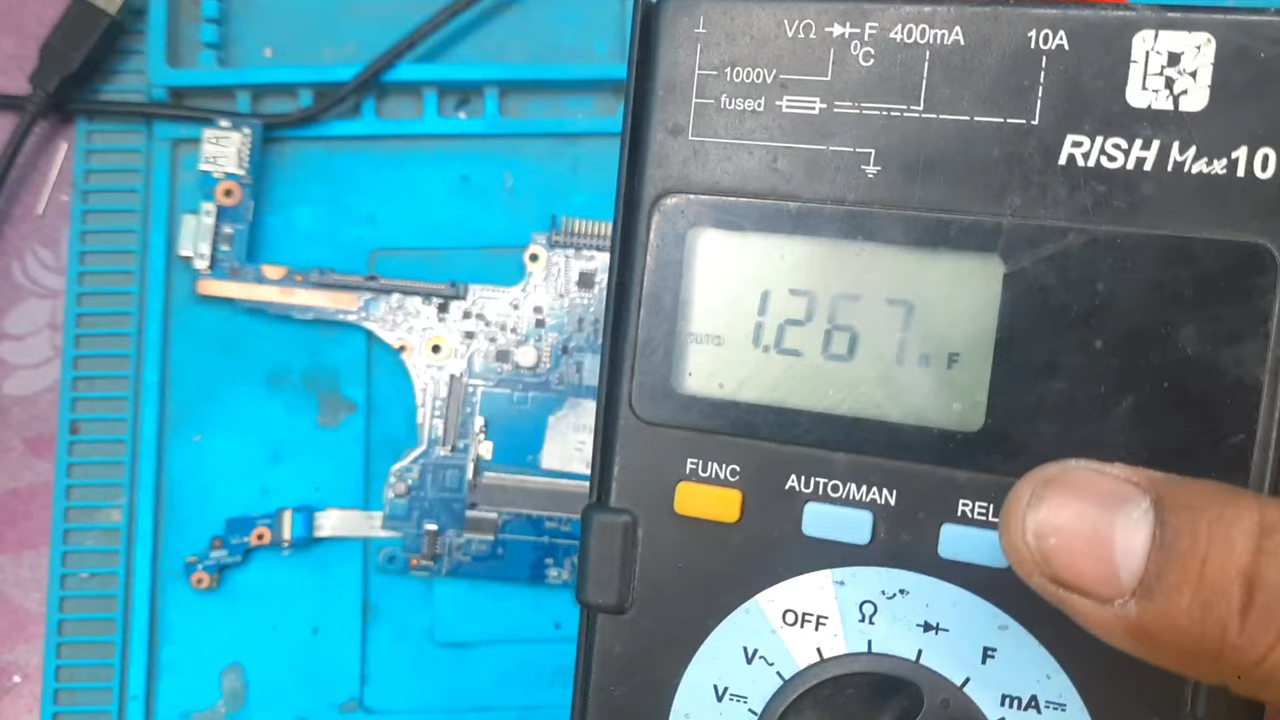 ⊥ VΩ F 400mA 10A
⁰C
1000V
fused
RISH Max10
AUTO 1.267 n F
FUNC AUTO/MAN REL
OFF Ω F
V~
V⎓ mA⎓